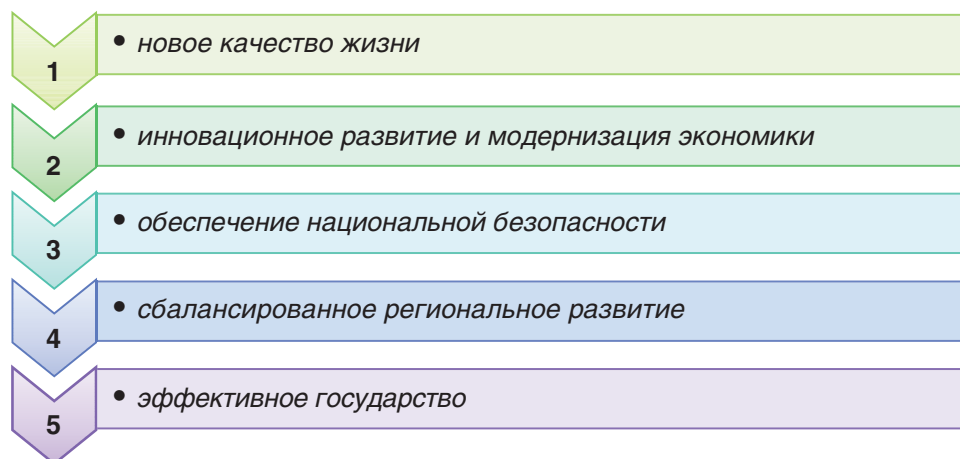 1 • новое качество жизни
2 • инновационное развитие и модернизация экономики
3 • обеспечение национальной безопасности
4 • сбалансированное региональное развитие
5 • эффективное государство